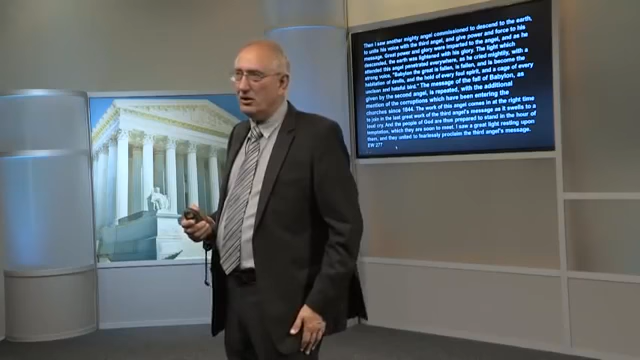 Then I saw another mighty angel commissioned to descend to the earth,
to unite his voice with the third angel, and give power and force to his
message. Great power and glory were imparted to the angel, and as he
descended, the earth was lightened with his glory. The light which
attended this angel penetrated everywhere, as he cried mightily, with a
strong voice, "Babylon the great is fallen, is fallen, and is become the
habitation of devils, and the hold of every foul spirit, and a cage of every
unclean and hateful bird." The message of the fall of Babylon, as
given by the second angel, is repeated, with the additional
mention of the corruptions which have been entering the
churches since 1844. The work of this angel comes in at the right time
to join in the last great work of the third angel's message as it swells to a
loud cry. And the people of God are thus prepared to stand in the hour of
temptation, which they are soon to meet. I saw a great light resting upon
them, and they united to fearlessly proclaim the third angel's message.
EW 277